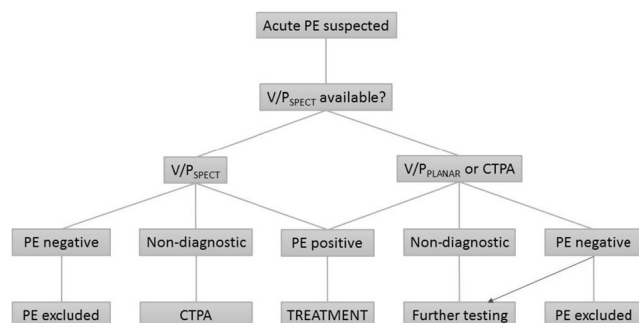 Acute PE suspected
V/PSPECT available?
V/PSPECT
V/PPLANAR or CTPA
PE negative
Non-diagnostic
PE positive
Non-diagnostic
PE negative
PE excluded
CTPA
TREATMENT
Further testing
PE excluded